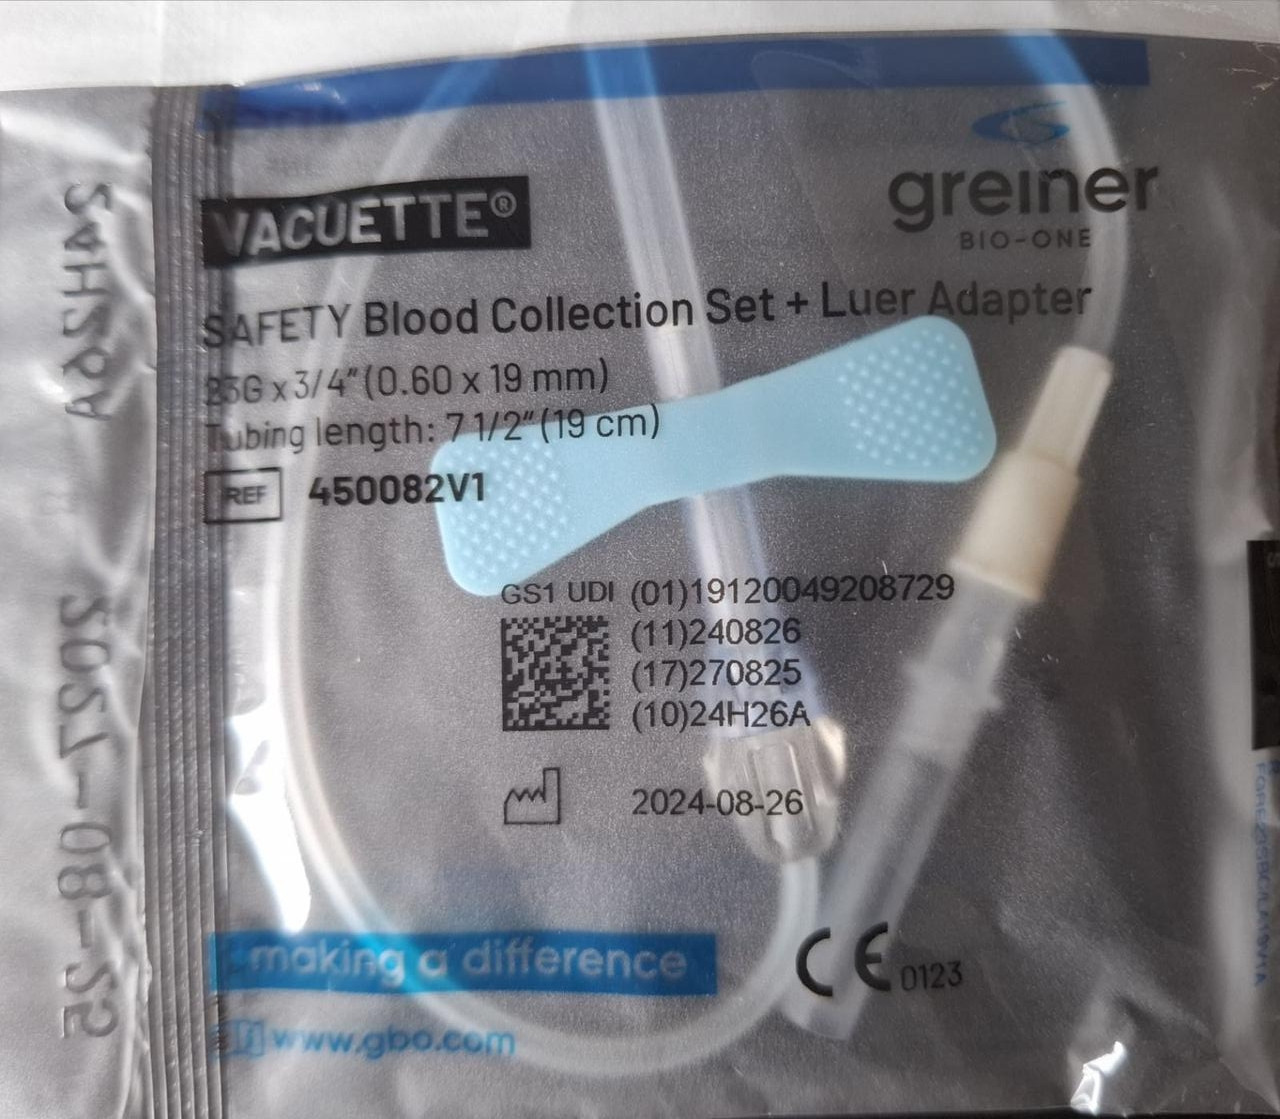 greiner
BIO-ONE
VACUETTE®
SAFETY Blood Collection Set + Luer Adapter
23G x 3/4" (0.60 x 19 mm)
Tubing length: 7 1/2" (19 cm)
REF 450082V1
GS1 UDI (01)19120049208729
(11)240826
(17)270825
(10)24H26A
2024-08-26
making a difference
CE 0123
www.gbo.com
24H26A
2027-08-25